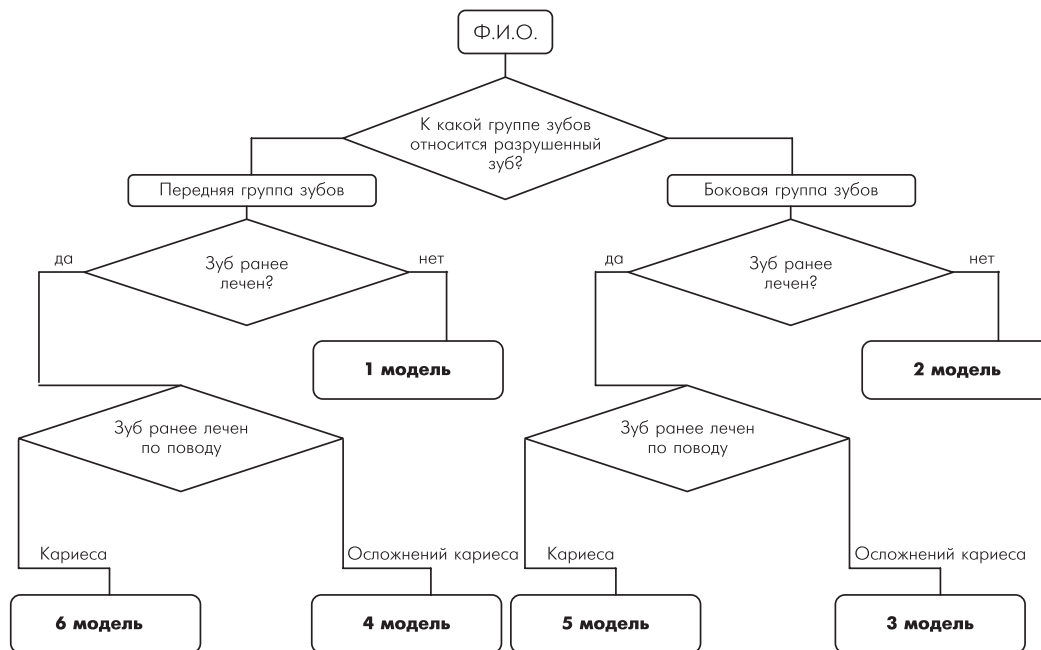 Ф.И.О.
К какой группе зубов
относится разрушенный
зуб?
Передняя группа зубов
Боковая группа зубов
да
Зуб ранее
лечен?
нет
да
Зуб ранее
лечен?
нет
1 модель
2 модель
Зуб ранее лечен
по поводу
Зуб ранее лечен
по поводу
Кариеса
Осложнений кариеса
Кариеса
Осложнений кариеса
6 модель
4 модель
5 модель
3 модель